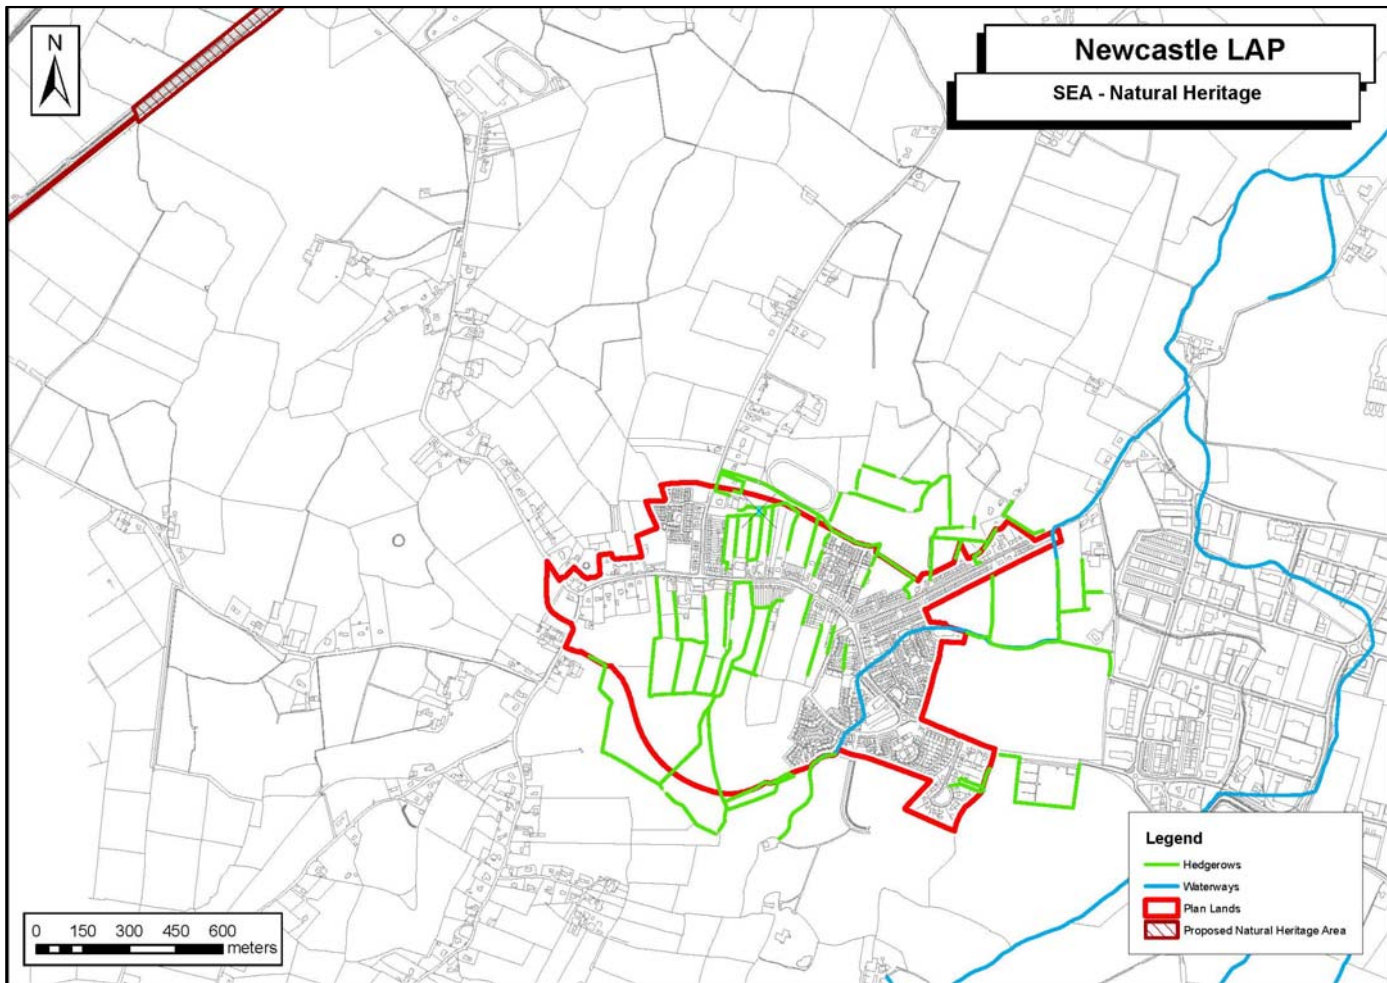 N
Newcastle LAP
SEA - Natural Heritage
Legend
Hedgerows
Waterways
Plan Lands
Proposed Natural Heritage Area
0 150 300 450 600
meters